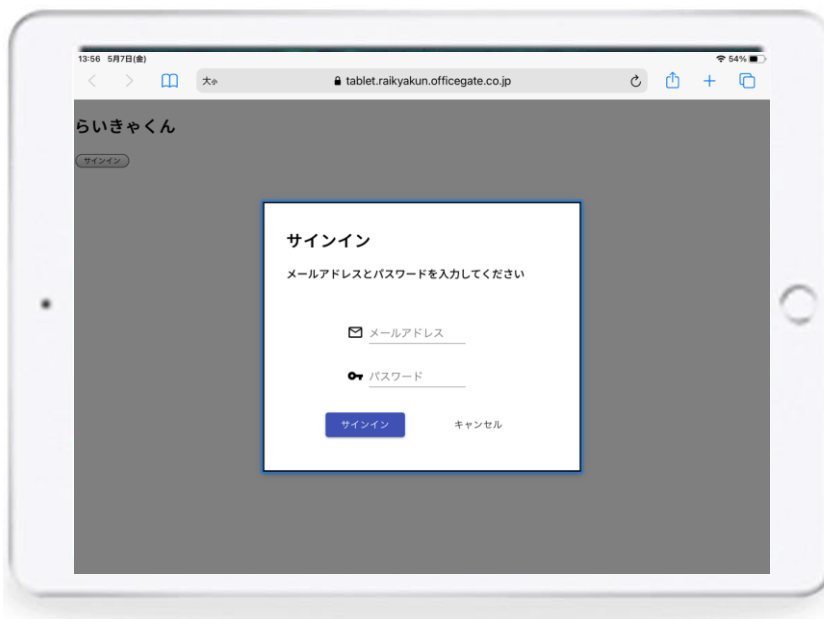 13:56 5月7日(金)
54%
大小
tablet.raikyakun.officegate.co.jp
らいきゃくん
サインイン
サインイン
メールアドレスとパスワードを入力してください
メールアドレス
パスワード
サインイン
キャンセル